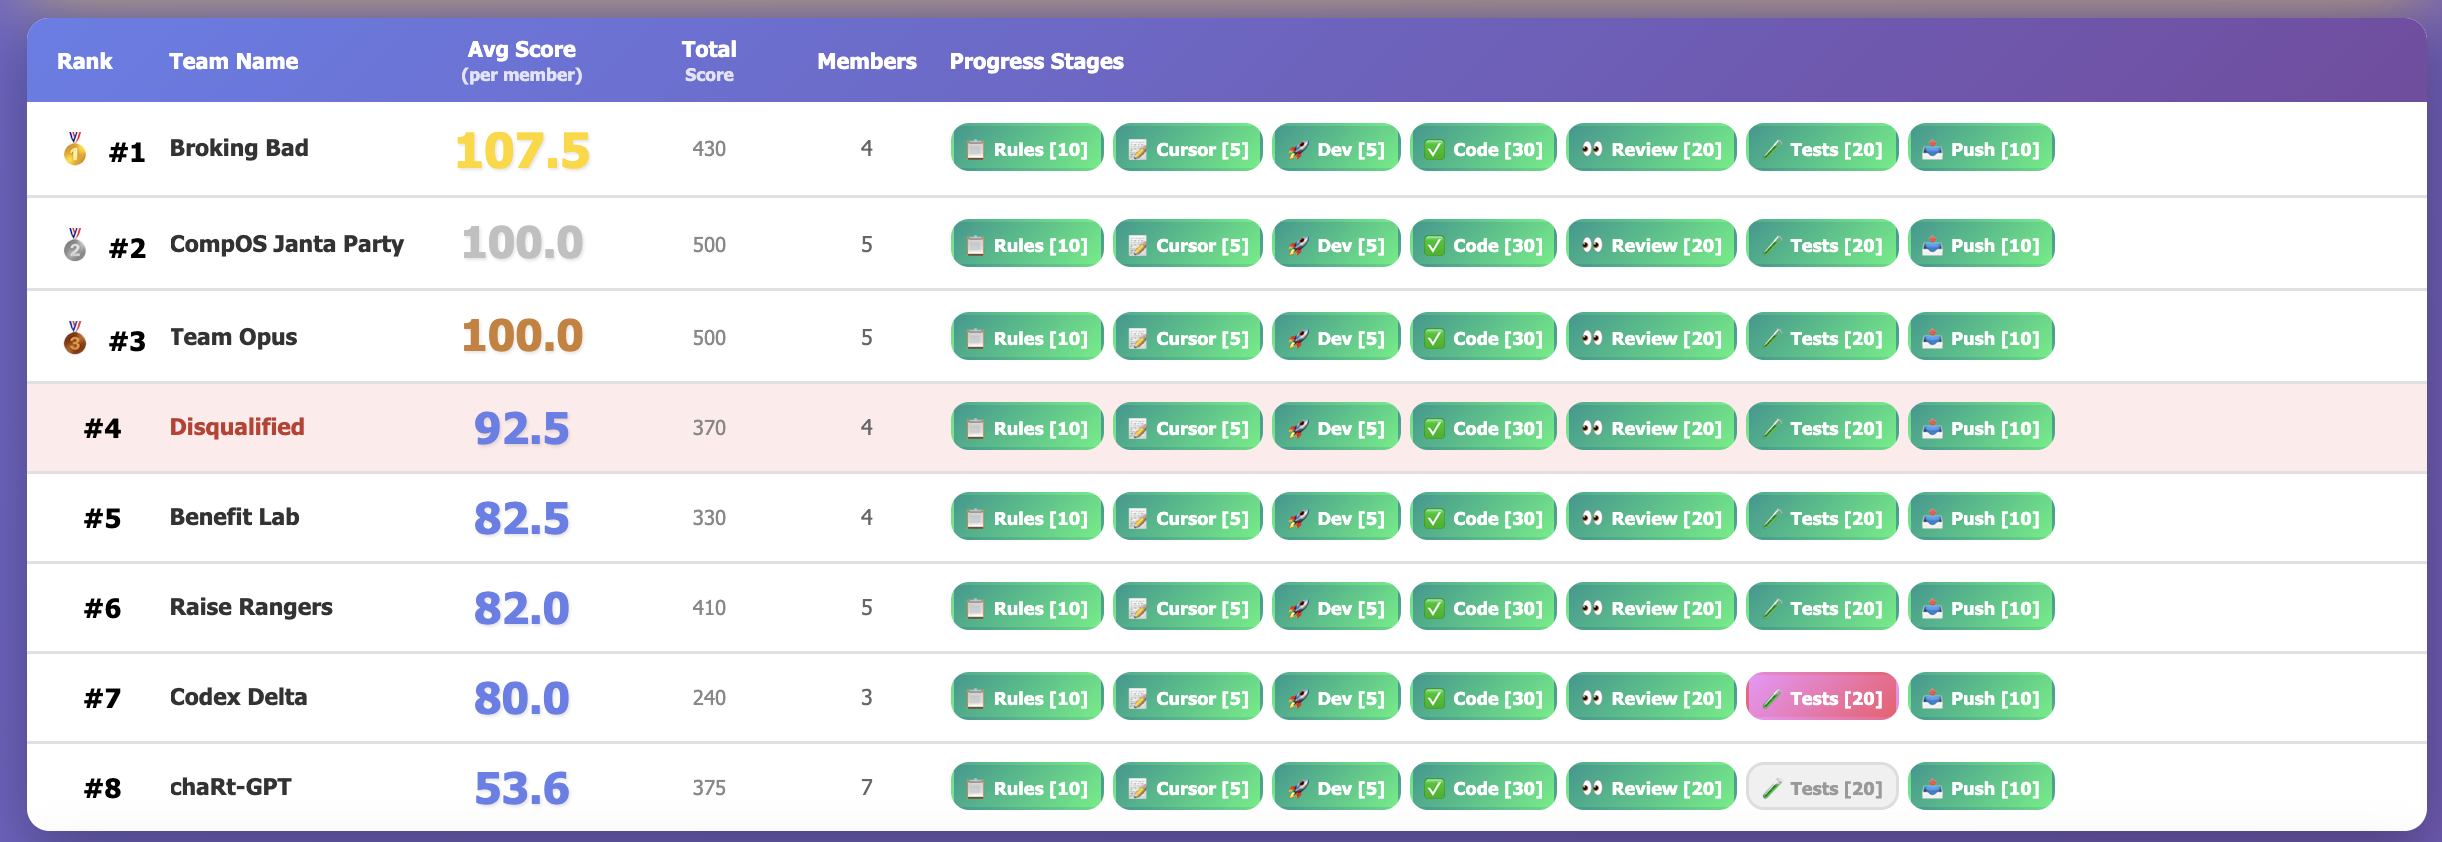 Rank Team Name Avg Score (per member) Total Score Members Progress Stages
1 #1 Broking Bad 107.5 430 4 Rules [10] Cursor [5] Dev [5] Code [30] Review [20] Tests [20] Push [10]
2 #2 CompOS Janta Party 100.0 500 5 Rules [10] Cursor [5] Dev [5] Code [30] Review [20] Tests [20] Push [10]
3 #3 Team Opus 100.0 500 5 Rules [10] Cursor [5] Dev [5] Code [30] Review [20] Tests [20] Push [10]
#4 Disqualified 92.5 370 4 Rules [10] Cursor [5] Dev [5] Code [30] Review [20] Tests [20] Push [10]
#5 Benefit Lab 82.5 330 4 Rules [10] Cursor [5] Dev [5] Code [30] Review [20] Tests [20] Push [10]
#6 Raise Rangers 82.0 410 5 Rules [10] Cursor [5] Dev [5] Code [30] Review [20] Tests [20] Push [10]
#7 Codex Delta 80.0 240 3 Rules [10] Cursor [5] Dev [5] Code [30] Review [20] Tests [20] Push [10]
#8 chaRt-GPT 53.6 375 7 Rules [10] Cursor [5] Dev [5] Code [30] Review [20] Tests [20] Push [10]